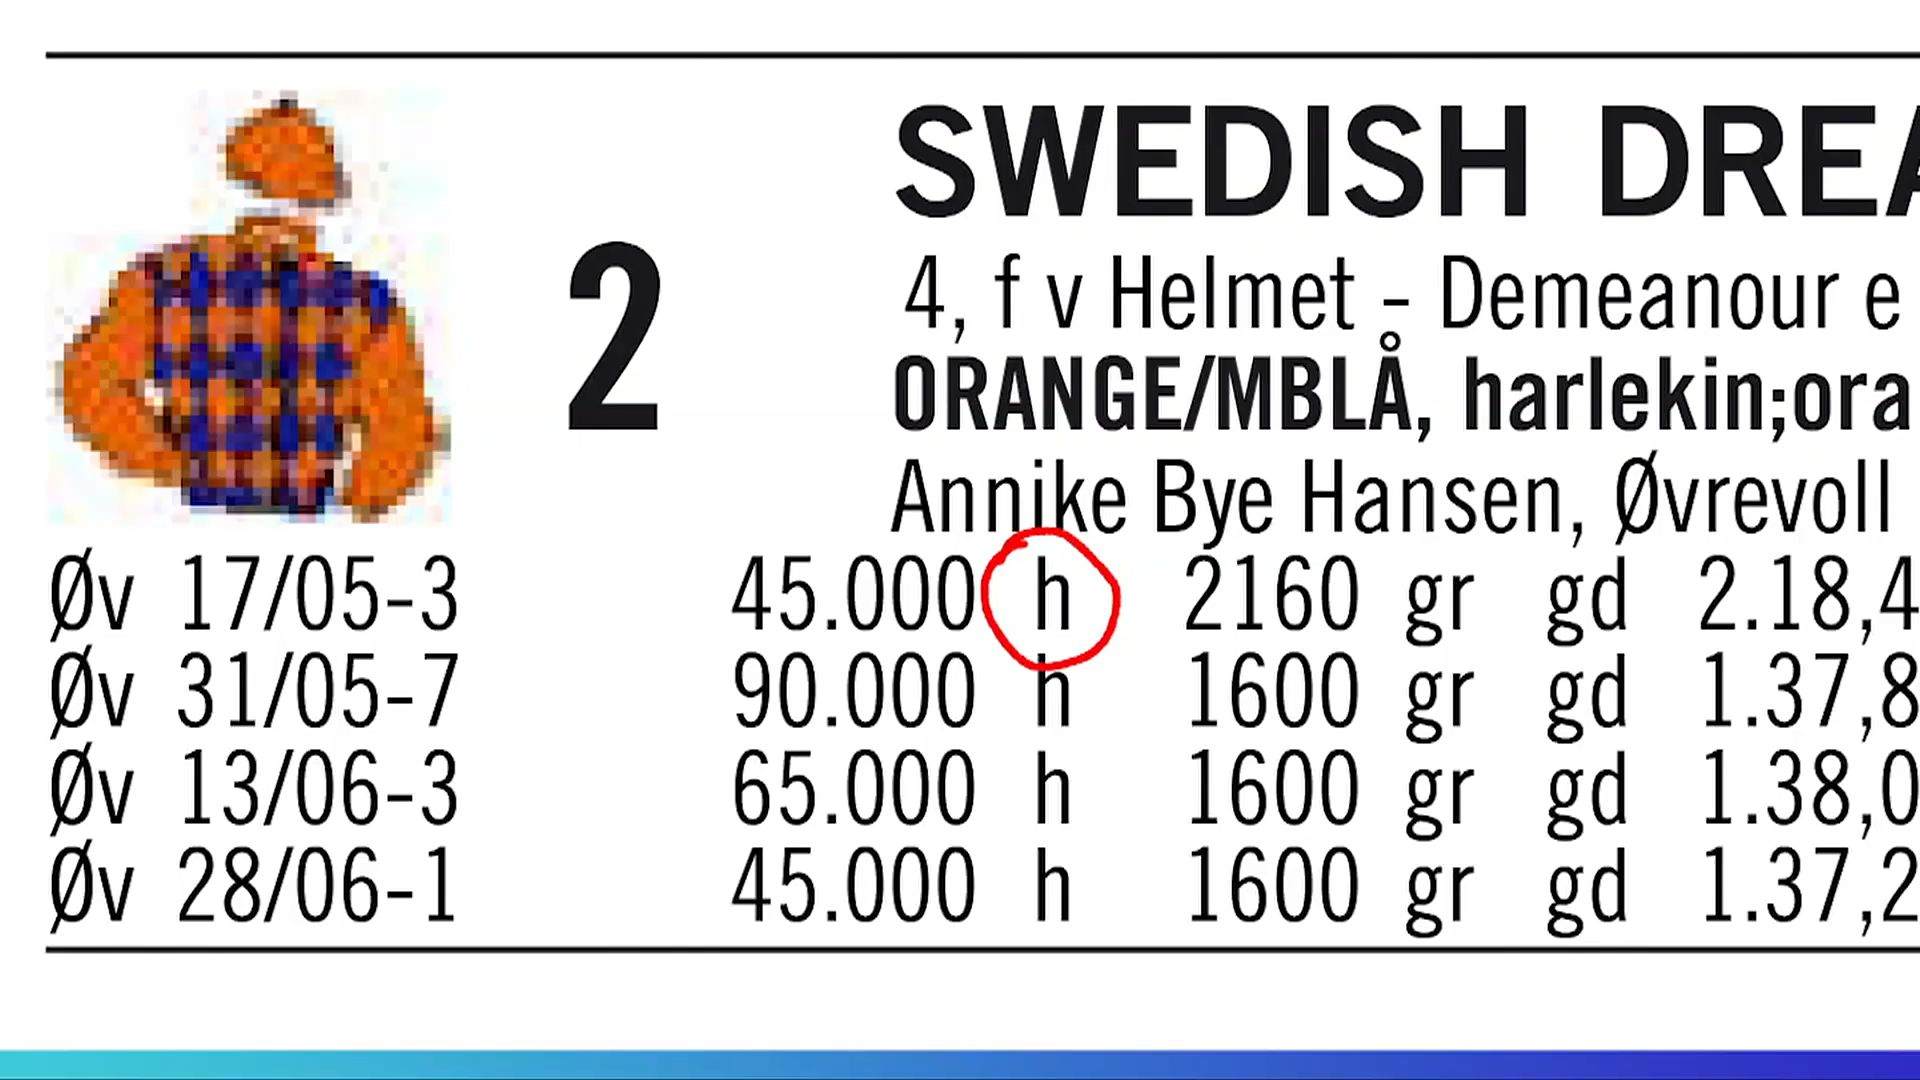 SWEDISH DREA
2
4, f v Helmet – Demeanour e
ORANGE/MBLÅ, harlekin;ora
Annike Bye Hansen, Øvrevoll
Øv 17/05–3 45.000 h 2160 gr gd 2.18,4
Øv 31/05–7 90.000 h 1600 gr gd 1.37,8
Øv 13/06–3 65.000 h 1600 gr gd 1.38,0
Øv 28/06–1 45.000 h 1600 gr gd 1.37,2